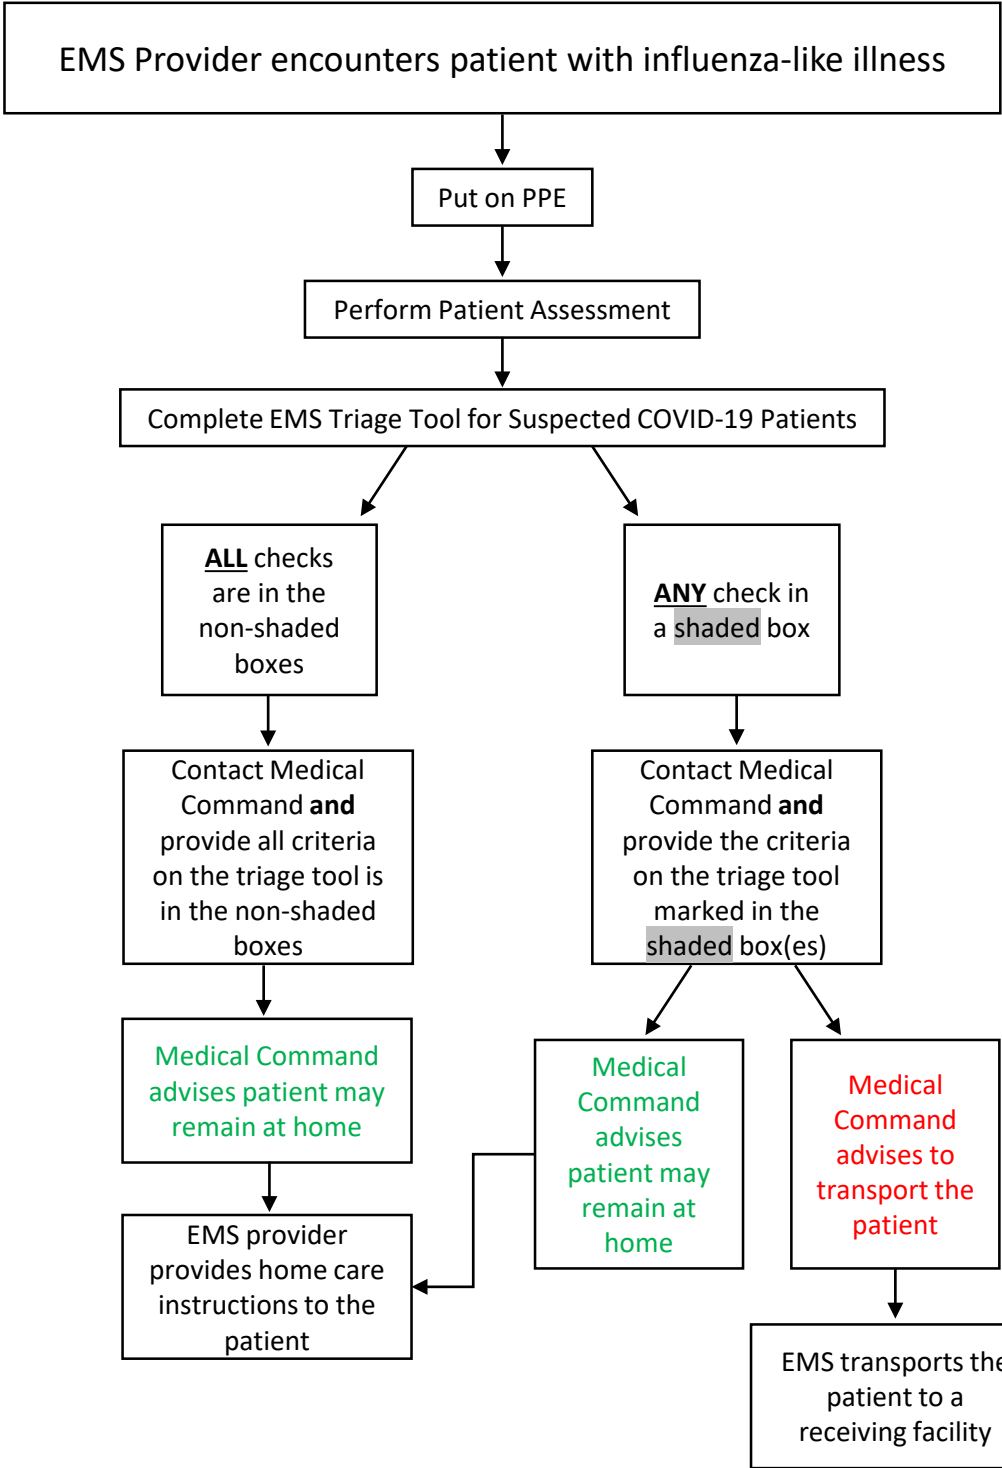 EMS Provider encounters patient with influenza-like illness
Put on PPE
Perform Patient Assessment
Complete EMS Triage Tool for Suspected COVID-19 Patients
ALL checks
are in the
non-shaded
boxes
ANY check in
a shaded box
Contact Medical
Command and
provide all criteria
on the triage tool is
in the non-shaded
boxes
Contact Medical
Command and
provide the criteria
on the triage tool
marked in the
shaded box(es)
Medical Command
advises patient may
remain at home
Medical
Command
advises
patient may
remain at
home
Medical
Command
advises to
transport the
patient
EMS provider
provides home care
instructions to the
patient
EMS transports the
patient to a
receiving facility